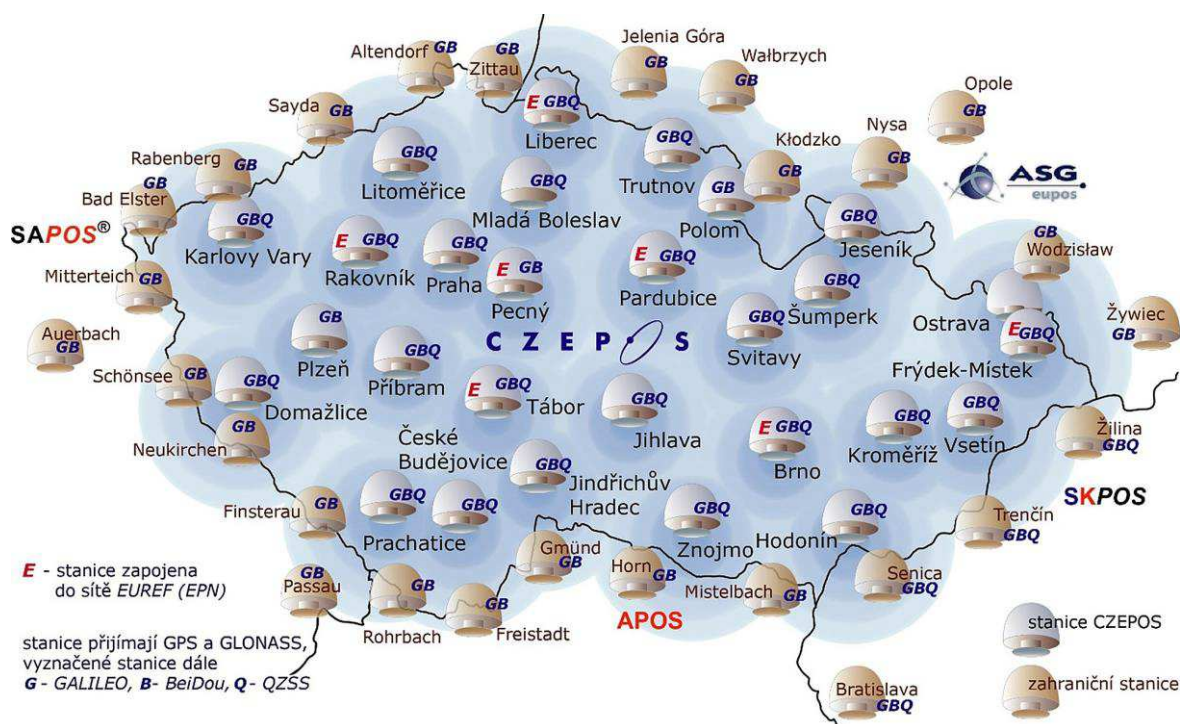 Altendorf GB
GB
Zittau
Jelenia Góra
GB
Wałbrzych
GB
Opole
GB
Sayda
GB
E GBQ
Liberec
GBQ
Trutnov
Kłodzko
GB
Nysa
GB
ASG
eupos
Rabenberg
GB
GBQ
Litoměřice
GBQ
Mladá Boleslav
GB
Polom
GBQ
Jeseník
GB
Bad Elster
SAPOS®
GBQ
Karlovy Vary
E GBQ
Rakovník
GBQ
Praha
E GB
Pecný
E GBQ
Pardubice
GBQ
Šumperk
GB
Wodzisław
Mitterteich
GB
Ostrava
E GBQ
Frýdek-Místek
Żywiec
GB
Auerbach
GB
GB
Plzeň
GBQ
Příbram
C Z E P O S
GBQ
Svitavy
Schönsee GB
GBQ
Domažlice
E GBQ
Tábor
GBQ
Jihlava
E GBQ
Brno
GBQ
Kroměříž
GBQ
Vsetín
Žilina
GBQ
GB
Neukirchen
České
Budějovice
GBQ
Jindřichův
Hradec
SKPOS
Finsterau
GB
GBQ
Prachatice
GBQ
GBQ
Znojmo
GBQ
Hodonín
Trenčín
GBQ
Gmünd
GB
Horn
GB
APOS
Mistelbach
GB
Senica
GBQ
E - stanice zapojena
do sítě EUREF (EPN)
GB
Passau
GB
Rohrbach
GB
Freistadt
stanice CZEPOS
stanice přijímají GPS a GLONASS,
vyznačené stanice dále
G - GALILEO, B- BeiDou, Q - QZSS
Bratislava
GBQ
zahraniční stanice